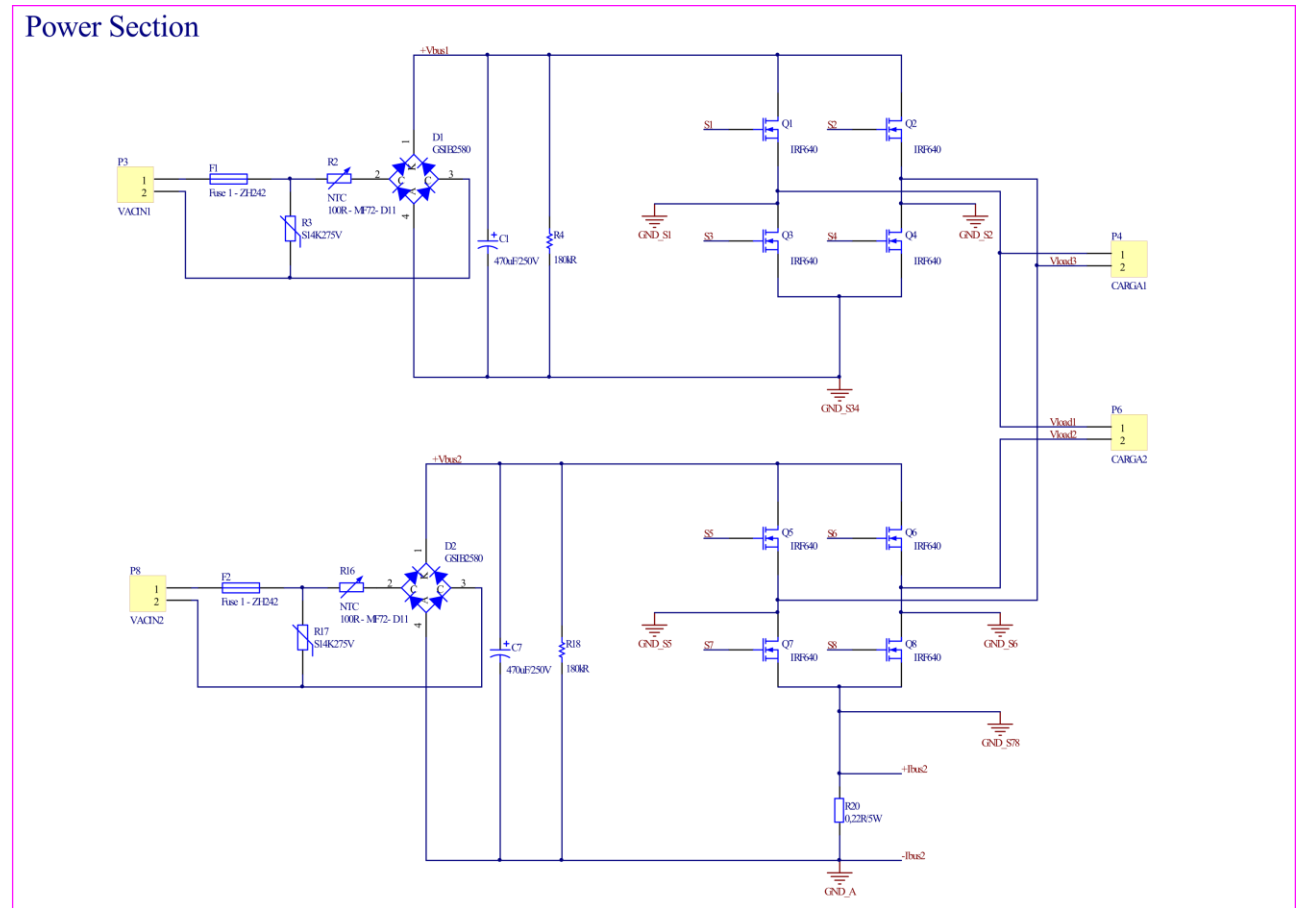 Power Section
+Vbus1
D1
GSIB2580
P3
1
2
VACIN1
F1
Fuse 1 - ZH242
R2
NTC
100R - MF72- D11
R3
S14K275V
1
2
3
4
K
C
C
A
+
C1
470uF/250V
R4
180kR
S1
Q1
IRF640
S2
Q2
IRF640
GND_S1
GND_S2
S3
Q3
IRF640
S4
Q4
IRF640
GND_S34
P4
1
2
Vload3
CARGA1
P6
Vload1
1
Vload2
2
CARGA2
+Vbus2
D2
GSIB2580
P8
1
2
VACIN2
F2
Fuse 1 - ZH242
R16
NTC
100R - MF72- D11
R17
S14K275V
1
2
3
4
K
C
C
A
+
C7
470uF/250V
R18
180kR
S5
Q5
IRF640
S6
Q6
IRF640
GND_S5
GND_S6
S7
Q7
IRF640
S8
Q8
IRF640
GND_S78
+Ibus2
R20
0,22R/5W
-Ibus2
GND_A